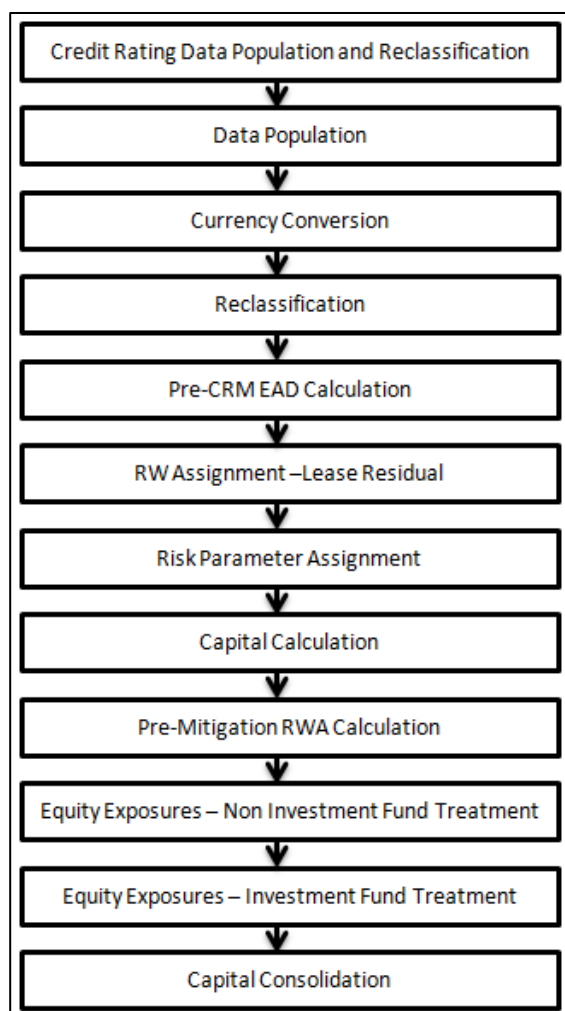 Credit Rating Data Population and Reclassification
Data Population
Currency Conversion
Reclassification
Pre-CRM EAD Calculation
RW Assignment –Lease Residual
Risk Parameter Assignment
Capital Calculation
Pre-Mitigation RWA Calculation
Equity Exposures – Non Investment Fund Treatment
Equity Exposures – Investment Fund Treatment
Capital Consolidation